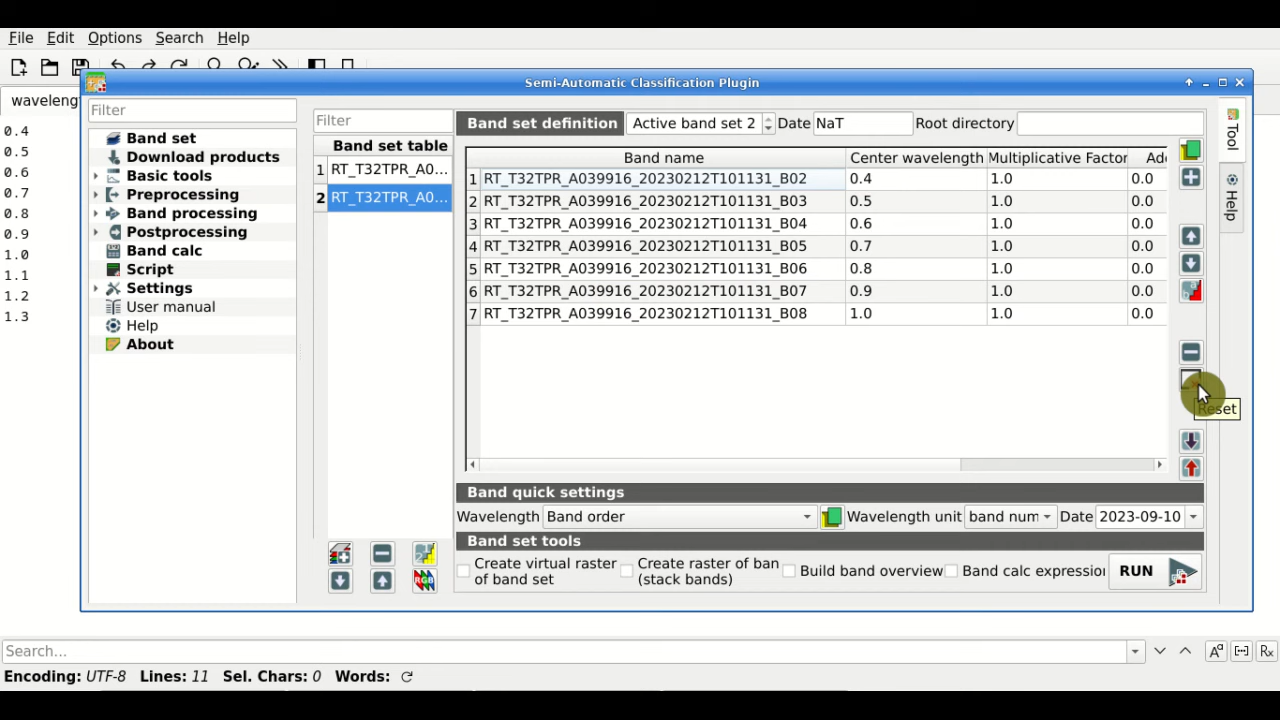 File Edit Options Search Help
Semi-Automatic Classification Plugin
waveleng
0.4
0.5
0.6
0.7
0.8
0.9
1.0
1.1
1.2
1.3
Filter
Band set
Download products
Basic tools
Preprocessing
Band processing
Postprocessing
Band calc
Script
Settings
User manual
Help
About
Filter
Band set table
1 RT_T32TPR_A0...
2 RT_T32TPR_A0...
Band set definition Active band set 2 Date NaT Root directory
Band name Center wavelength Multiplicative Factor Ad
1 RT_T32TPR_A039916_20230212T101131_B02 0.4 1.0 0.0
2 RT_T32TPR_A039916_20230212T101131_B03 0.5 1.0 0.0
3 RT_T32TPR_A039916_20230212T101131_B04 0.6 1.0 0.0
4 RT_T32TPR_A039916_20230212T101131_B05 0.7 1.0 0.0
5 RT_T32TPR_A039916_20230212T101131_B06 0.8 1.0 0.0
6 RT_T32TPR_A039916_20230212T101131_B07 0.9 1.0 0.0
7 RT_T32TPR_A039916_20230212T101131_B08 1.0 1.0 0.0
Reset
Tool
Help
Band quick settings
Wavelength Band order Wavelength unit band num Date 2023-09-10
Band set tools
Create virtual raster
of band set
Create raster of ban
(stack bands)
Build band overview
Band calc expression
RUN
RGB
Search...
Encoding: UTF-8 Lines: 11 Sel. Chars: 0 Words: